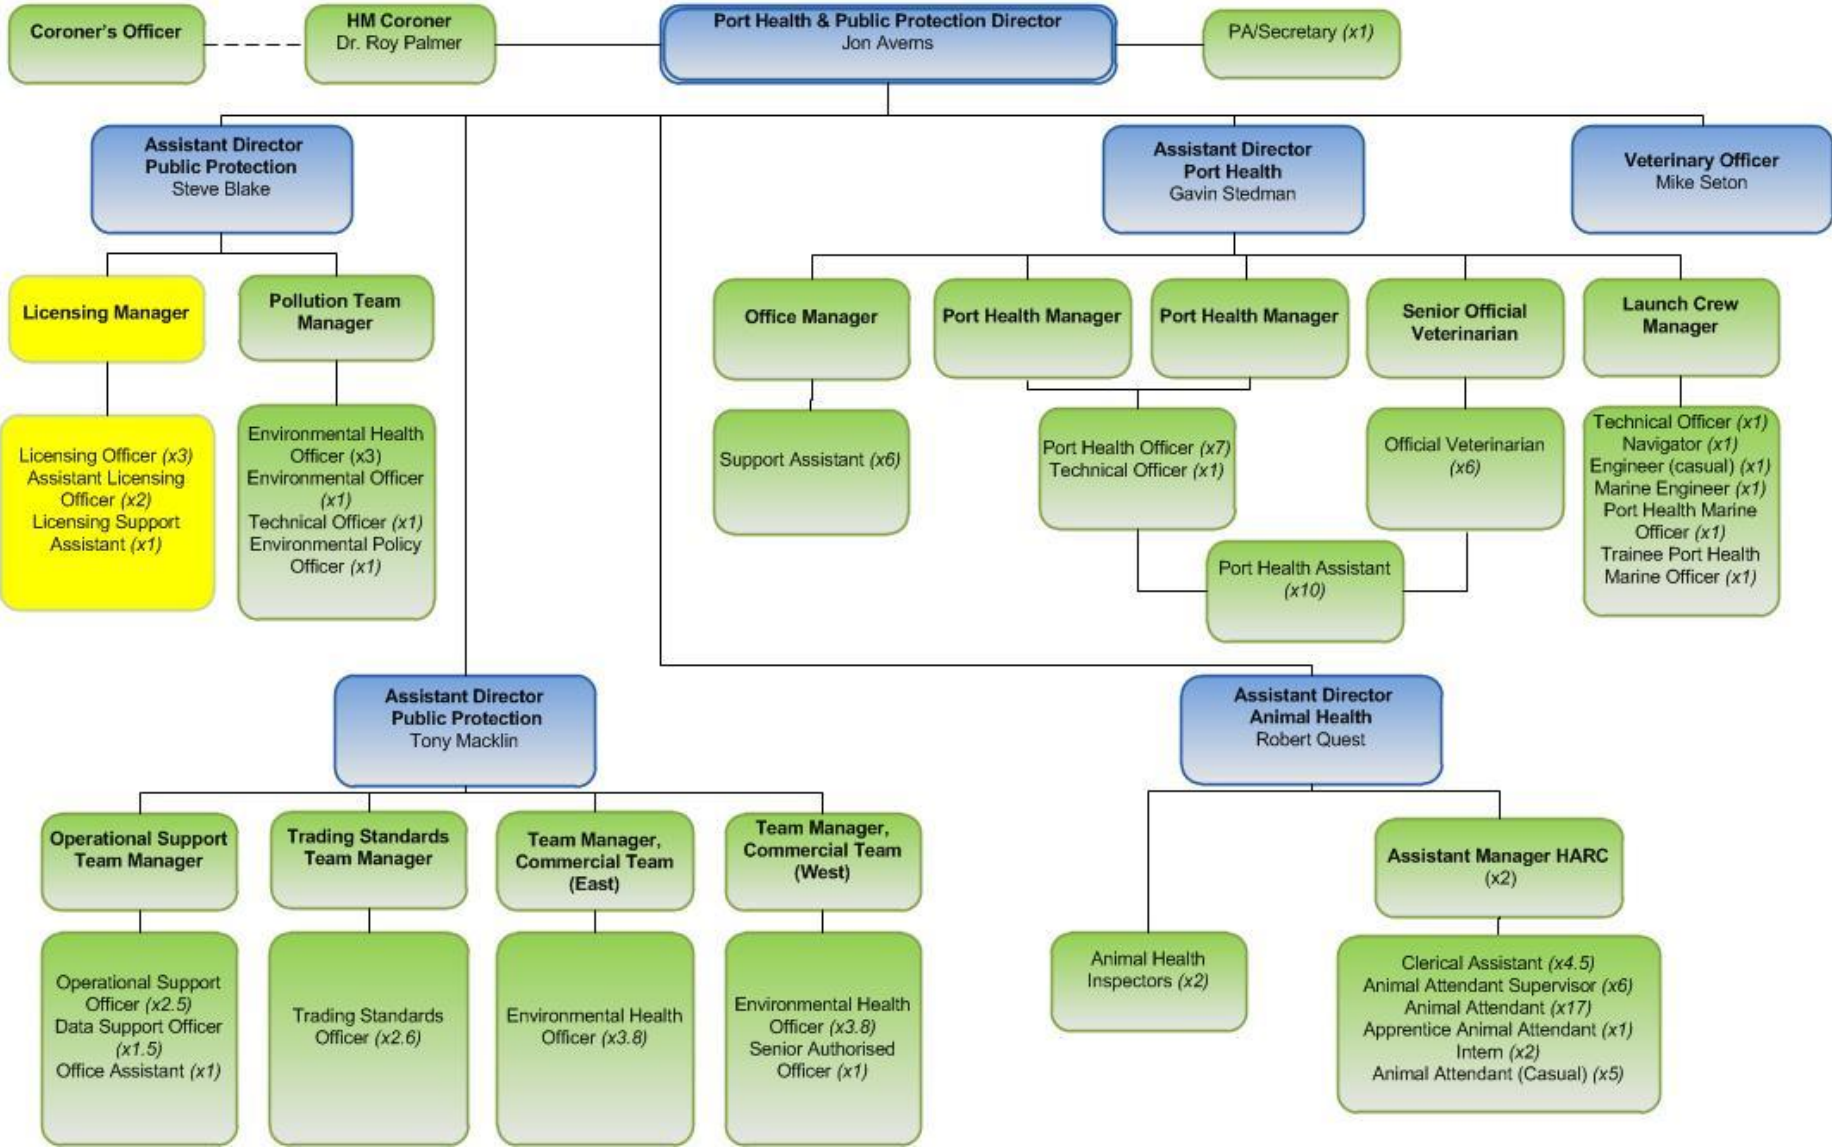 Coroner's Officer
HM Coroner
Dr. Roy Palmer
Port Health & Public Protection Director
Jon Averns
PA/Secretary (x1)
Assistant Director
Public Protection
Steve Blake
Assistant Director
Port Health
Gavin Stedman
Veterinary Officer
Mike Seton
Licensing Manager
Pollution Team
Manager
Office Manager
Port Health Manager
Port Health Manager
Senior Official
Veterinarian
Launch Crew
Manager
Licensing Officer (x3)
Assistant Licensing
Officer (x2)
Licensing Support
Assistant (x1)
Environmental Health
Officer (x3)
Environmental Officer
(x1)
Technical Officer (x1)
Environmental Policy
Officer (x1)
Support Assistant (x6)
Port Health Officer (x7)
Technical Officer (x1)
Official Veterinarian
(x6)
Technical Officer (x1)
Navigator (x1)
Engineer (casual) (x1)
Marine Engineer (x1)
Port Health Marine
Officer (x1)
Trainee Port Health
Marine Officer (x1)
Port Health Assistant
(x10)
Assistant Director
Public Protection
Tony Macklin
Assistant Director
Animal Health
Robert Quest
Operational Support
Team Manager
Trading Standards
Team Manager
Team Manager,
Commercial Team
(East)
Team Manager,
Commercial Team
(West)
Assistant Manager HARC
(x2)
Operational Support
Officer (x2.5)
Data Support Officer
(x1.5)
Office Assistant (x1)
Trading Standards
Officer (x2.6)
Environmental Health
Officer (x3.8)
Environmental Health
Officer (x3.8)
Senior Authorised
Officer (x1)
Animal Health
Inspectors (x2)
Clerical Assistant (x4.5)
Animal Attendant Supervisor (x6)
Animal Attendant (x17)
Apprentice Animal Attendant (x1)
Intern (x2)
Animal Attendant (Casual) (x5)